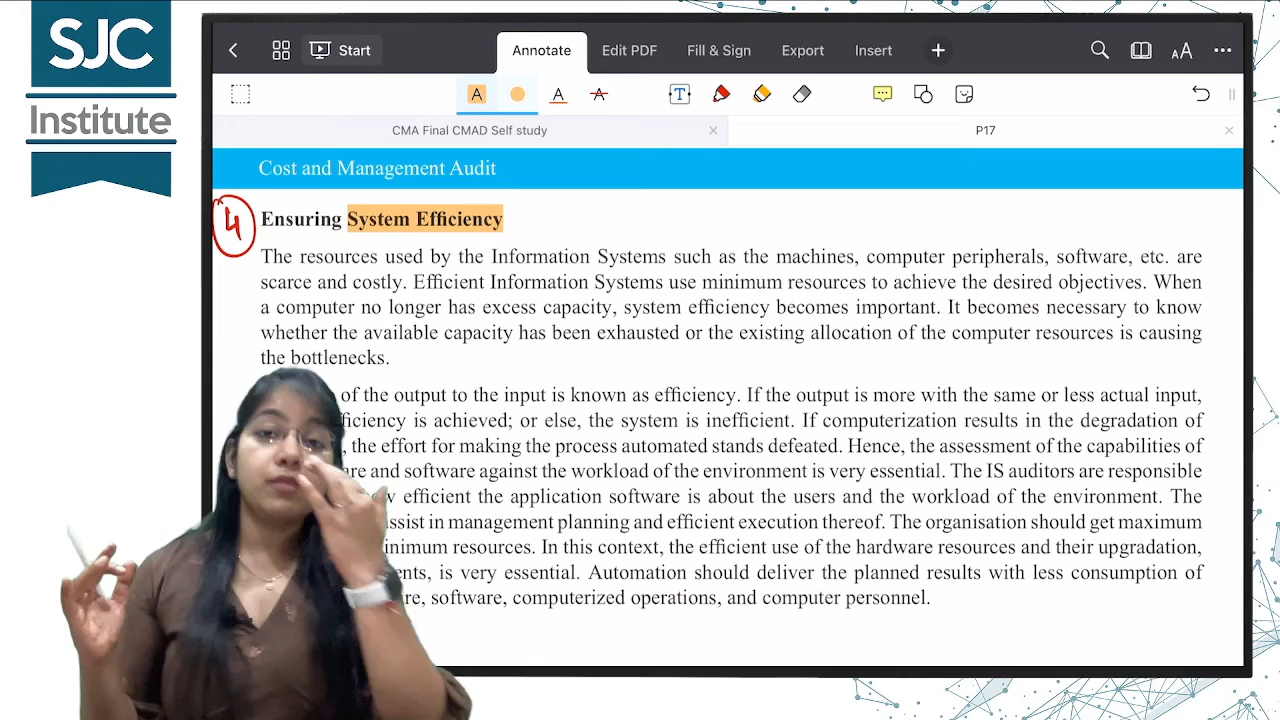 SJC
Institute
Start
Annotate
Edit PDF
Fill & Sign
Export
Insert
AA
CMA Final CMAD Self study
P17
Cost and Management Audit
4
Ensuring System Efficiency
The resources used by the Information Systems such as the machines, computer peripherals, software, etc. are
scarce and costly. Efficient Information Systems use minimum resources to achieve the desired objectives. When
a computer no longer has excess capacity, system efficiency becomes important. It becomes necessary to know
whether the available capacity has been exhausted or the existing allocation of the computer resources is causing
the bottlenecks.
of the output to the input is known as efficiency. If the output is more with the same or less actual input,
is achieved; or else, the system is inefficient. If computerization results in the degradation of
the effort for making the process automated stands defeated. Hence, the assessment of the capabilities of
and software against the workload of the environment is very essential. The IS auditors are responsible
efficient the application software is about the users and the workload of the environment. The
in management planning and efficient execution thereof. The organisation should get maximum
resources. In this context, the efficient use of the hardware resources and their upgradation,
is very essential. Automation should deliver the planned results with less consumption of
software, computerized operations, and computer personnel.